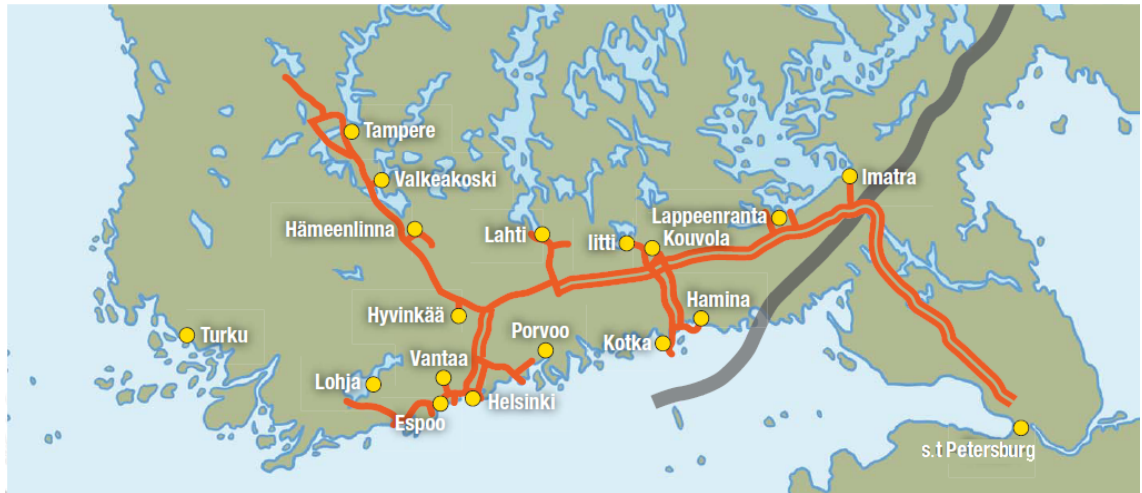 Tampere
Valkeakoski
Imatra
Hämeenlinna
Lahti
Iitti
Lappeenranta
Kouvola
Hyvinkää
Hamina
Turku
Porvoo
Kotka
Vantaa
Lohja
Helsinki
Espoo
s.t Petersburg